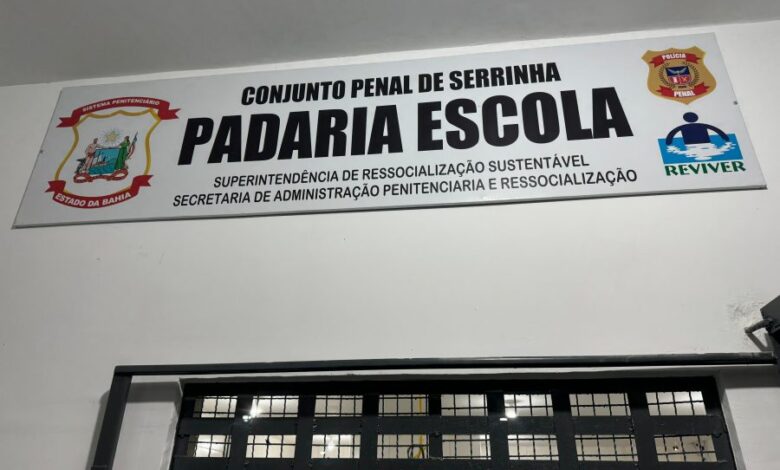 CONJUNTO PENAL DE SERRINHA
PADARIA ESCOLA
SUPERINTENDÊNCIA DE RESSOCIALIZAÇÃO SUSTENTÁVEL
SECRETARIA DE ADMINISTRAÇÃO PENITENCIARIA E RESSOCIALIZAÇÃO
SISTEMA PENITENCIÁRIO
ESTADO DA BAHIA
POLÍCIA
PENAL
REVIVER